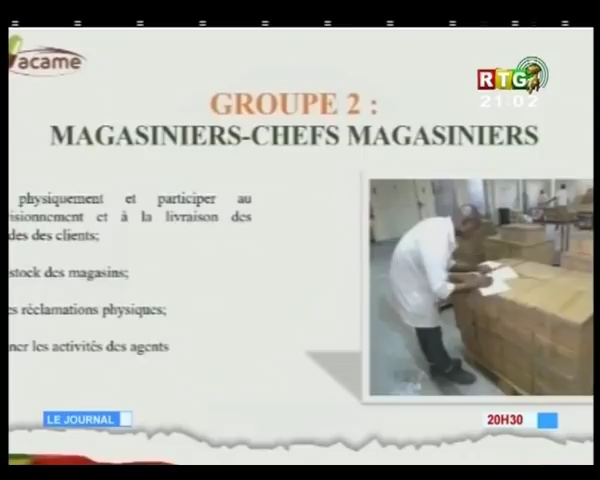 acame
RTG
21:02
GROUPE 2 :
MAGASINIERS-CHEFS MAGASINIERS
physiquement et participer au
isionnement et à la livraison des
des des clients;
stock des magasins;
es réclamations physiques;
ner les activités des agents
LE JOURNAL
20H30